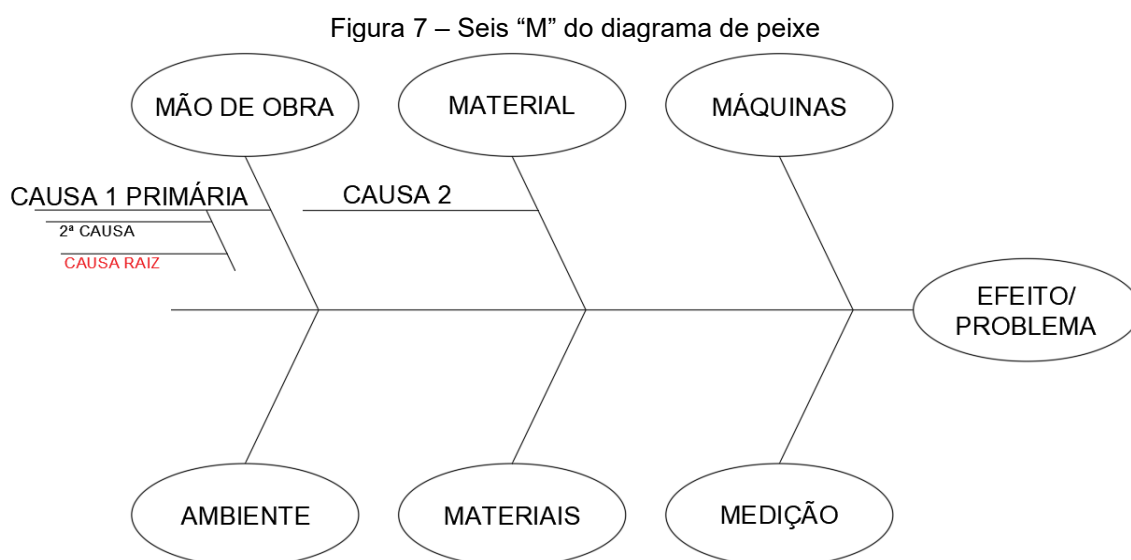 Figura 7 – Seis “M” do diagrama de peixe
MÃO DE OBRA
MATERIAL
MÁQUINAS
CAUSA 1 PRIMÁRIA
CAUSA 2
2ª CAUSA
CAUSA RAIZ
EFEITO/
PROBLEMA
AMBIENTE
MATERIAIS
MEDIÇÃO